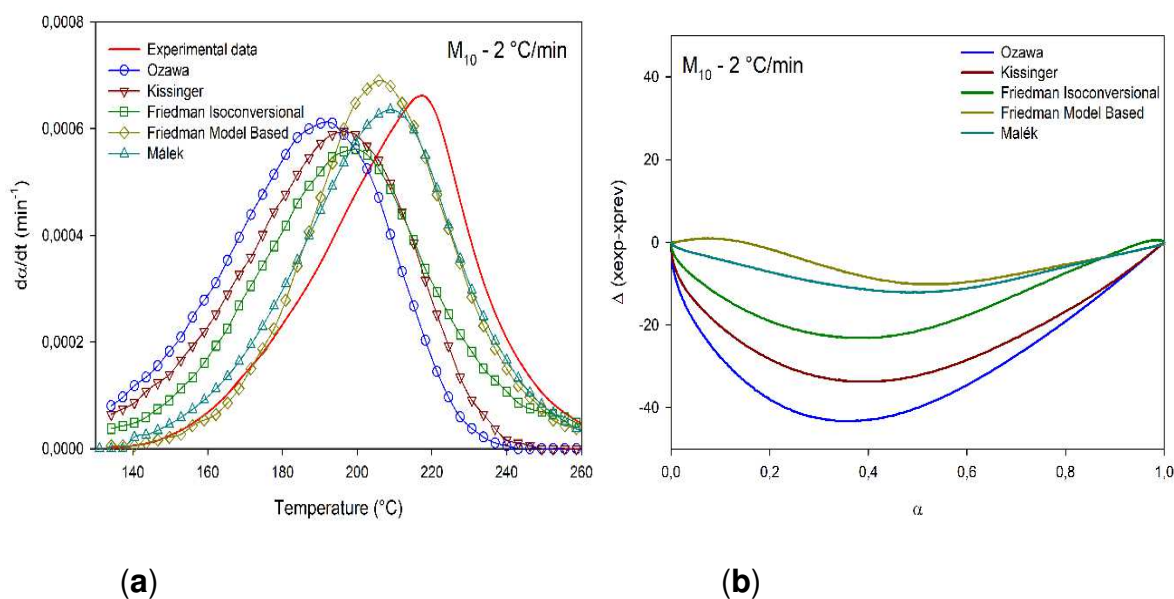 0,0008
0,0006
0,0004
0,0002
0,0000
dα/dt (min⁻¹)
M₁₀ - 2 °C/min
Experimental data
Ozawa
Kissinger
Friedman Isoconversional
Friedman Model Based
Málek
140
160
180
200
220
240
260
Temperature (°C)
(a)
40
20
0
-20
-40
Δ (xexp-xprev)
M₁₀ - 2 °C/min
Ozawa
Kissinger
Friedman Isoconversional
Friedman Model Based
Malék
0,0
0,2
0,4
0,6
0,8
1,0
α
(b)